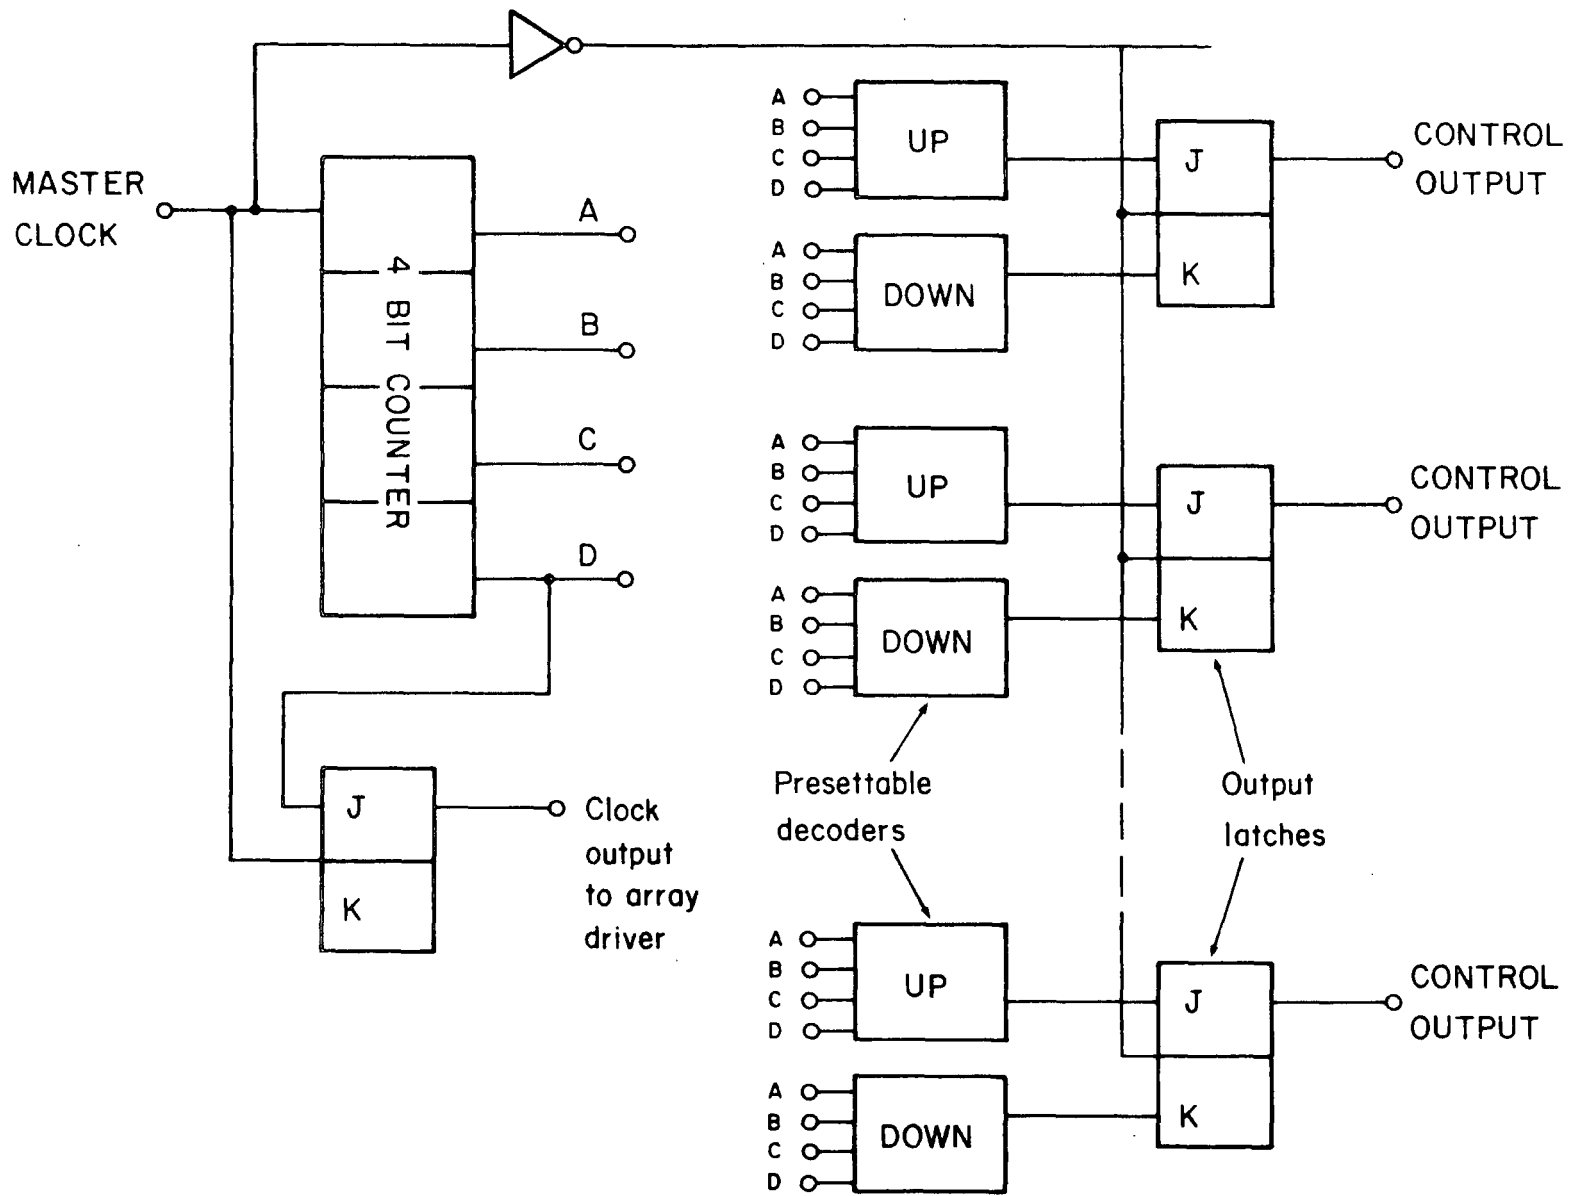 MASTER
CLOCK
4 BIT COUNTER
A
B
C
D
J
K
Clock
output
to array
driver
A
B
C
D
UP
A
B
C
D
DOWN
J
K
CONTROL
OUTPUT
A
B
C
D
UP
A
B
C
D
DOWN
J
K
CONTROL
OUTPUT
Presettable
decoders
Output
latches
A
B
C
D
UP
A
B
C
D
DOWN
J
K
CONTROL
OUTPUT